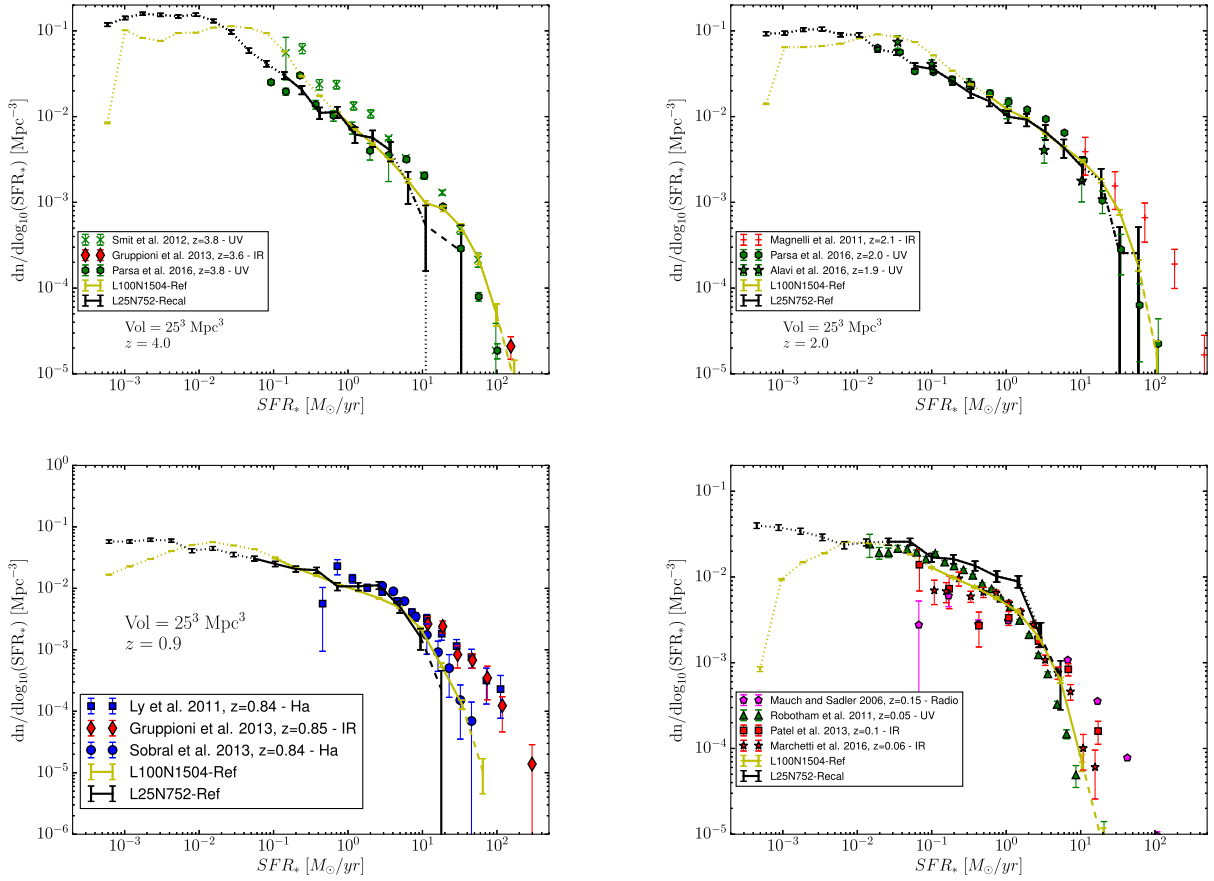 10⁻¹
10⁻²
10⁻³
10⁻⁴
10⁻⁵
dn/dlog₁₀(SFR∗) [Mpc⁻³]
Smit et al. 2012, z=3.8 - UV
Gruppioni et al. 2013, z=3.6 - IR
Parsa et al. 2016, z=3.8 - UV
L100N1504-Ref
L25N752-Recal
Vol = 25³ Mpc³
z = 4.0
10⁻³ 10⁻² 10⁻¹ 10⁰ 10¹ 10²
SFR∗ [M⊙/yr]
10⁻¹
10⁻²
10⁻³
10⁻⁴
10⁻⁵
dn/dlog₁₀(SFR∗) [Mpc⁻³]
Magnelli et al. 2011, z=2.1 - IR
Parsa et al. 2016, z=2.0 - UV
Alavi et al. 2016, z=1.9 - UV
L100N1504-Ref
L25N752-Ref
Vol = 25³ Mpc³
z = 2.0
10⁻³ 10⁻² 10⁻¹ 10⁰ 10¹ 10²
SFR∗ [M⊙/yr]
10⁰
10⁻¹
10⁻²
10⁻³
10⁻⁴
10⁻⁵
10⁻⁶
dn/dlog₁₀(SFR∗) [Mpc⁻³]
Vol = 25³ Mpc³
z = 0.9
Ly et al. 2011, z=0.84 - Ha
Gruppioni et al. 2013, z=0.85 - IR
Sobral et al. 2013, z=0.84 - Ha
L100N1504-Ref
L25N752-Ref
10⁻³ 10⁻² 10⁻¹ 10⁰ 10¹ 10²
SFR∗ [M⊙/yr]
10⁻¹
10⁻²
10⁻³
10⁻⁴
10⁻⁵
dn/dlog₁₀(SFR∗) [Mpc⁻³]
Mauch and Sadler 2006, z=0.15 - Radio
Robotham et al. 2011, z=0.05 - UV
Patel et al. 2013, z=0.1 - IR
Marchetti et al. 2016, z=0.06 - IR
L100N1504-Ref
L25N752-Recal
10⁻³ 10⁻² 10⁻¹ 10⁰ 10¹ 10²
SFR∗ [M⊙/yr]